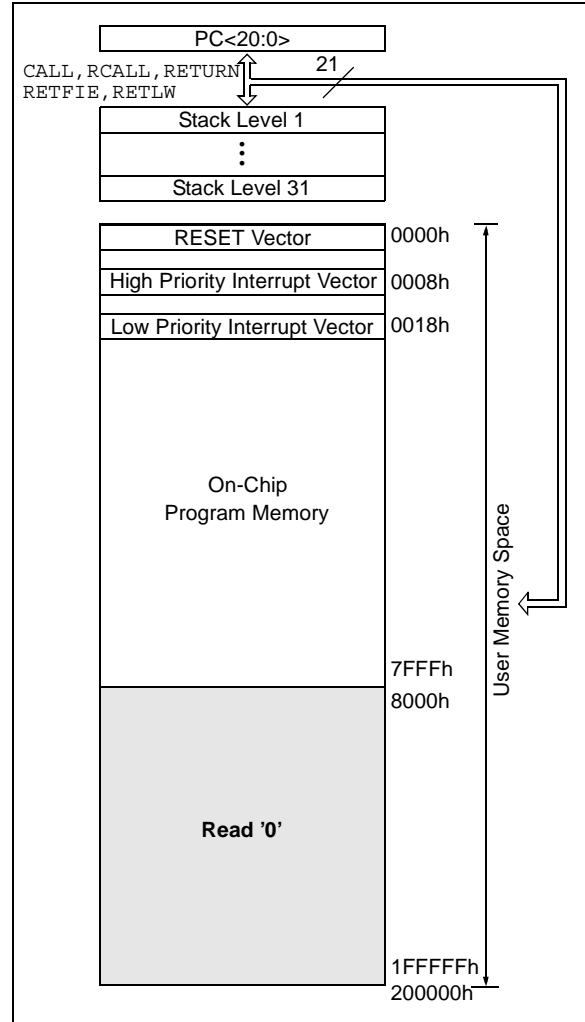 PC<20:0>
CALL,RCALL,RETURN
RETFIE,RETLW
21
Stack Level 1
Stack Level 31
RESET Vector
0000h
High Priority Interrupt Vector
0008h
Low Priority Interrupt Vector
0018h
On-Chip
Program Memory
User Memory Space
7FFFh
8000h
Read '0'
1FFFFFh
200000h